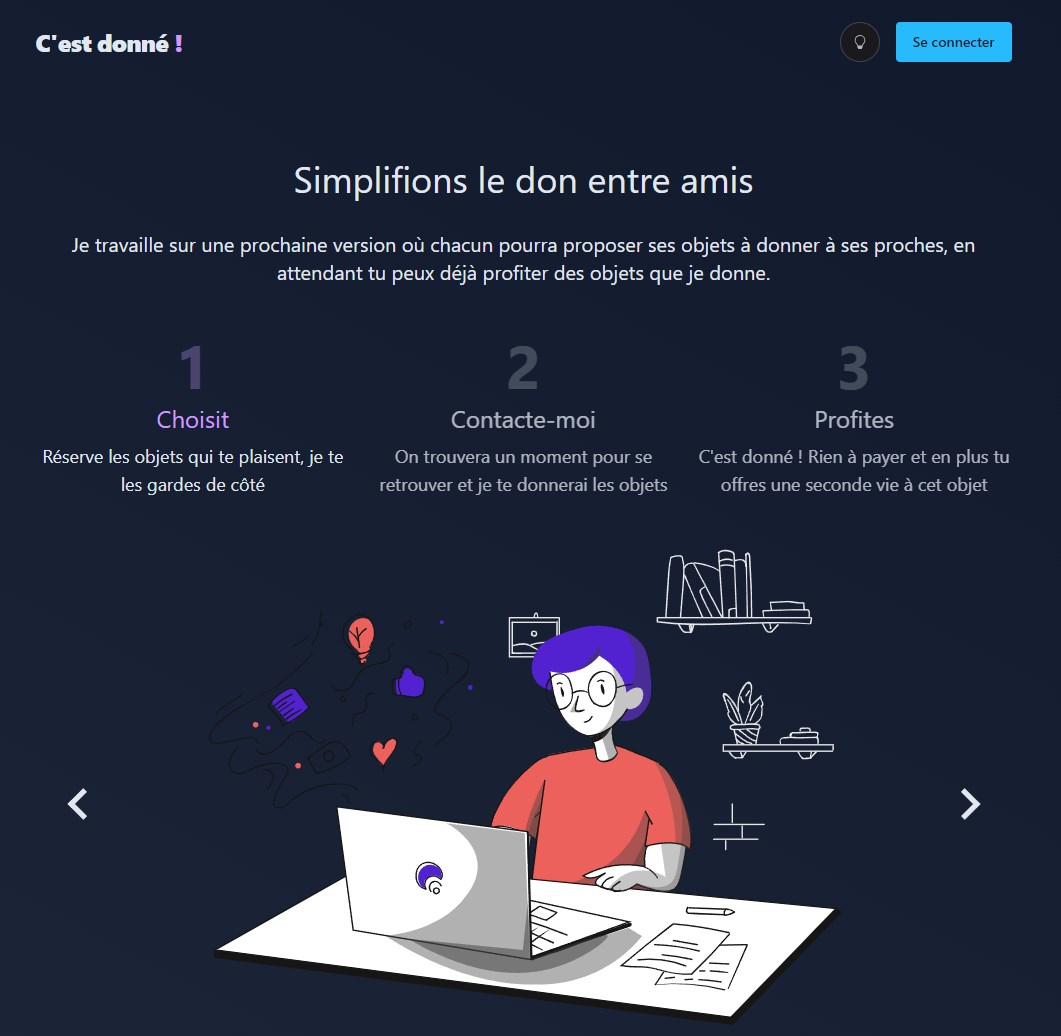 C'est donné !
Se connecter
Simplifions le don entre amis
Je travaille sur une prochaine version où chacun pourra proposer ses objets à donner à ses proches, en
attendant tu peux déjà profiter des objets que je donne.
1
Choisit
Réserve les objets qui te plaisent, je te
les gardes de côté
2
Contacte-moi
On trouvera un moment pour se
retrouver et je te donnerai les objets
3
Profites
C'est donné ! Rien à payer et en plus tu
offres une seconde vie à cet objet